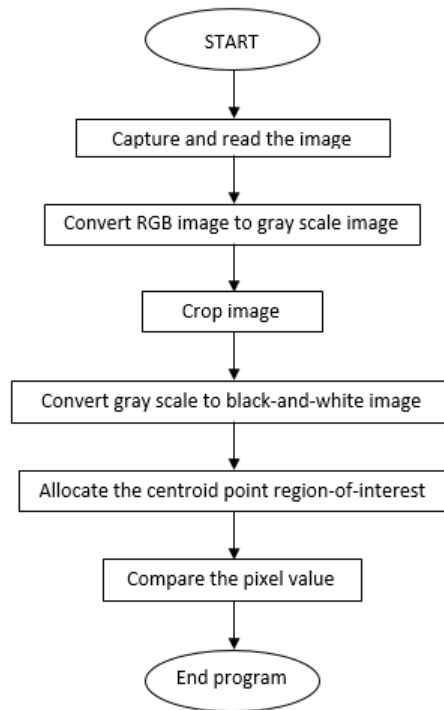 START
Capture and read the image
Convert RGB image to gray scale image
Crop image
Convert gray scale to black-and-white image
Allocate the centroid point region-of-interest
Compare the pixel value
End program